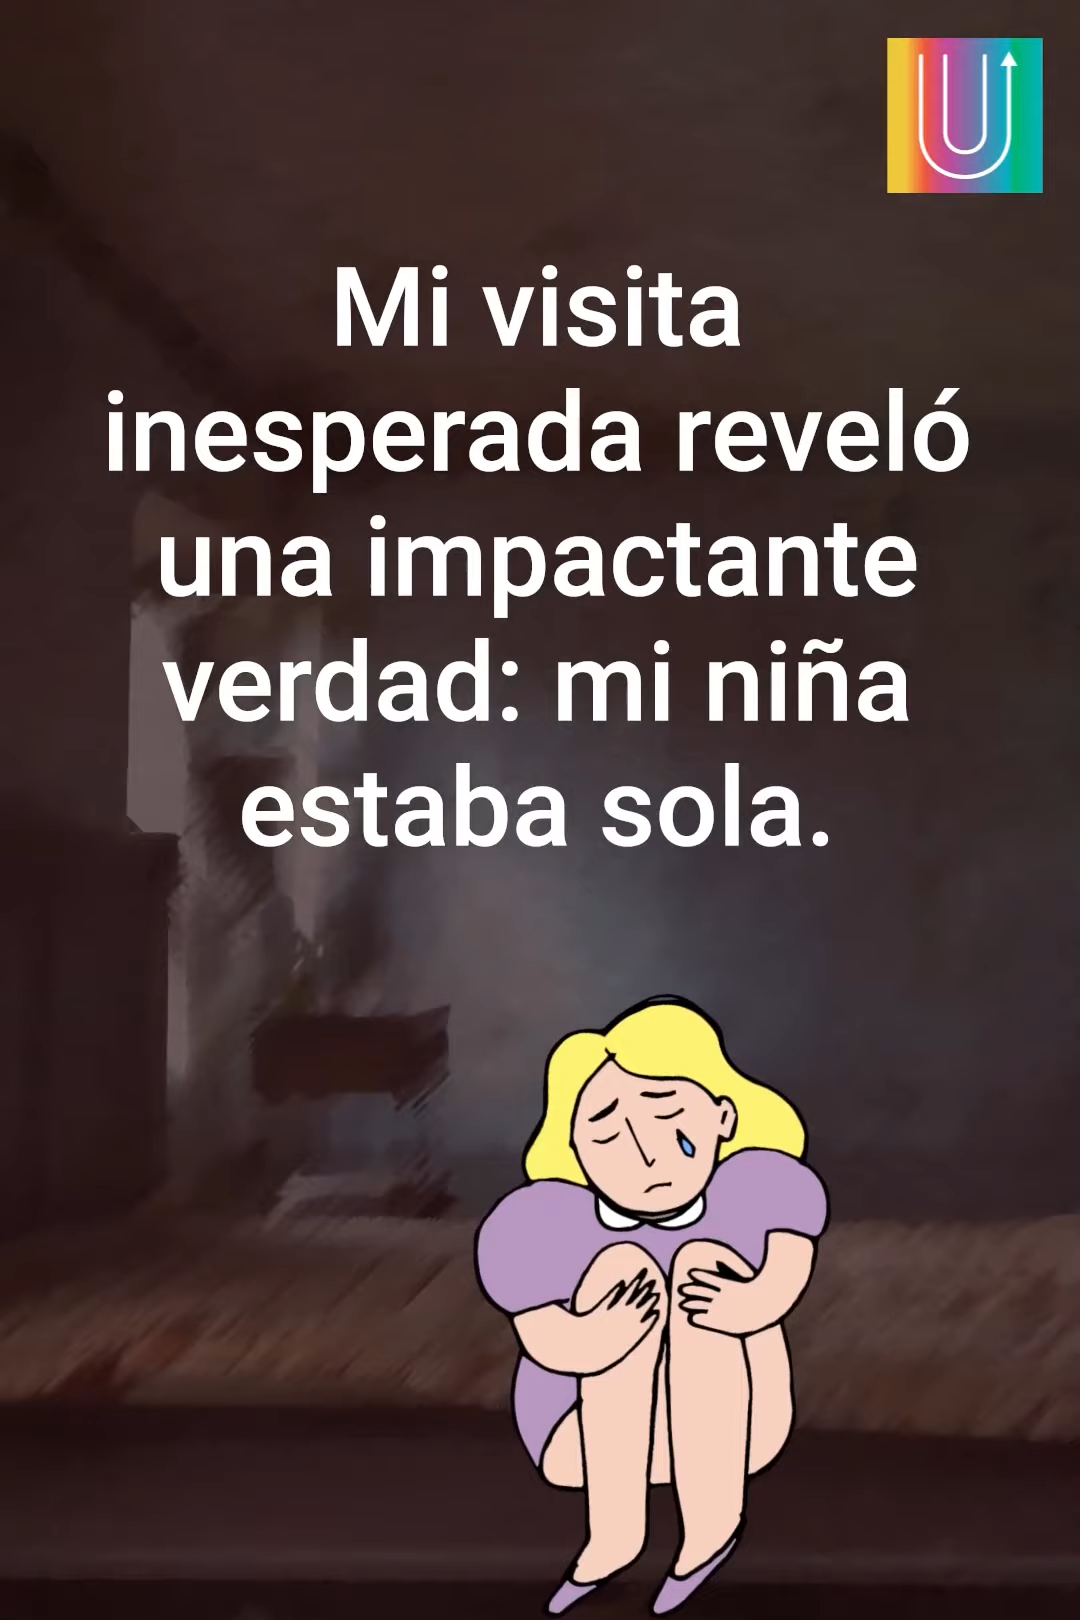 Mi visita
inesperada reveló
una impactante
verdad: mi niña
estaba sola.